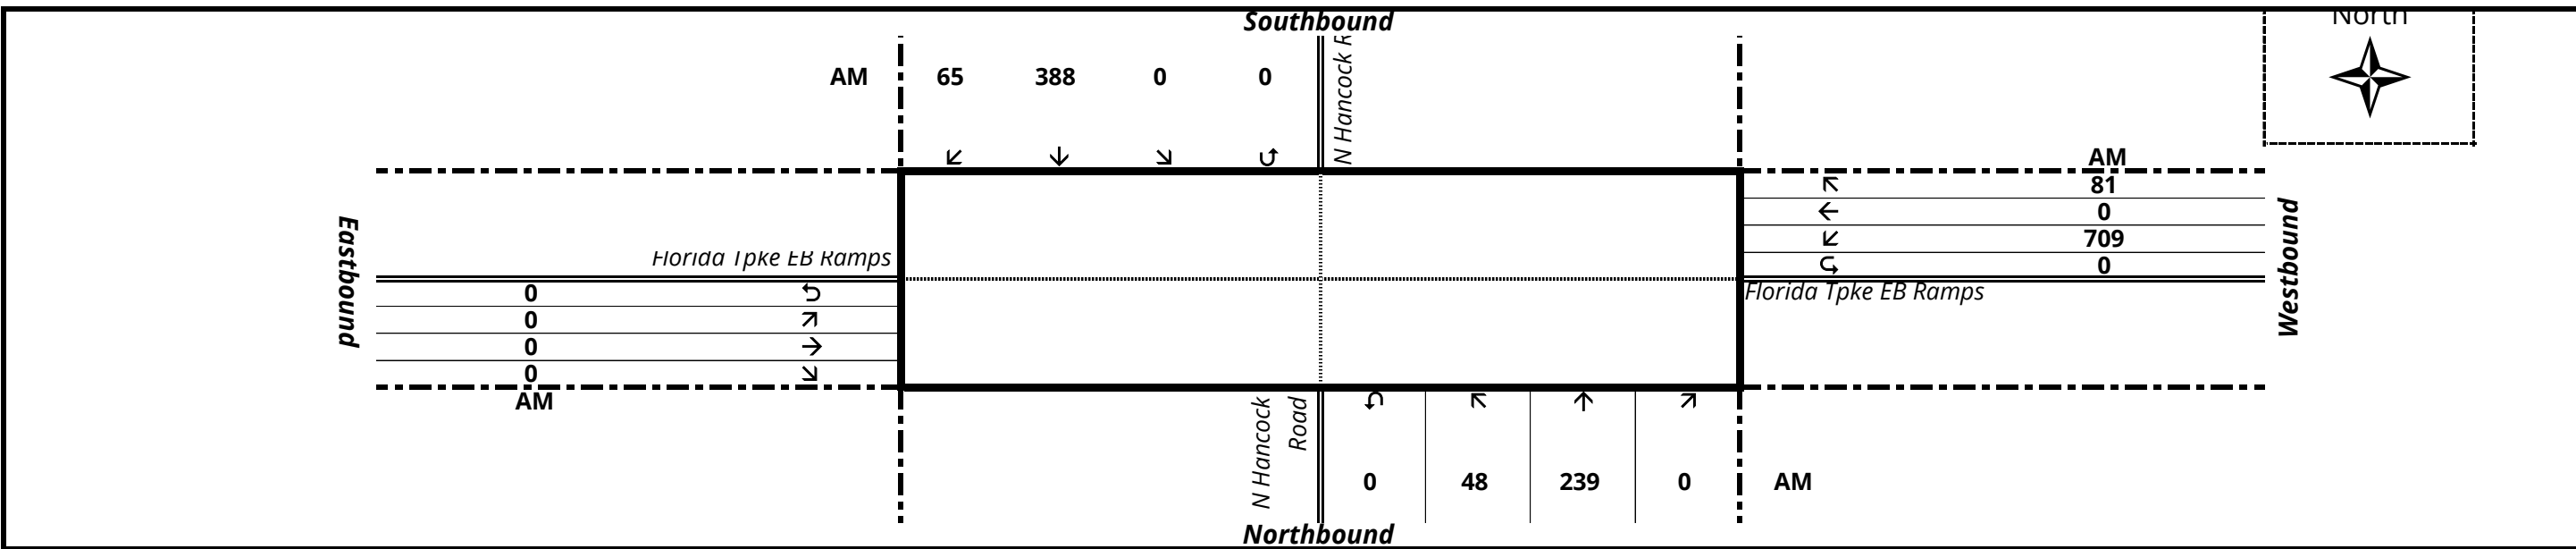 Southbound
North
N Hancock R
AM 65 388 0 0
AM
81
0
709
0
Eastbound
Westbound
Florida Tpke EB Ramps
Florida Tpke EB Ramps
0
0
0
0
AM
N Hancock
Road
0 48 239 0 AM
Northbound